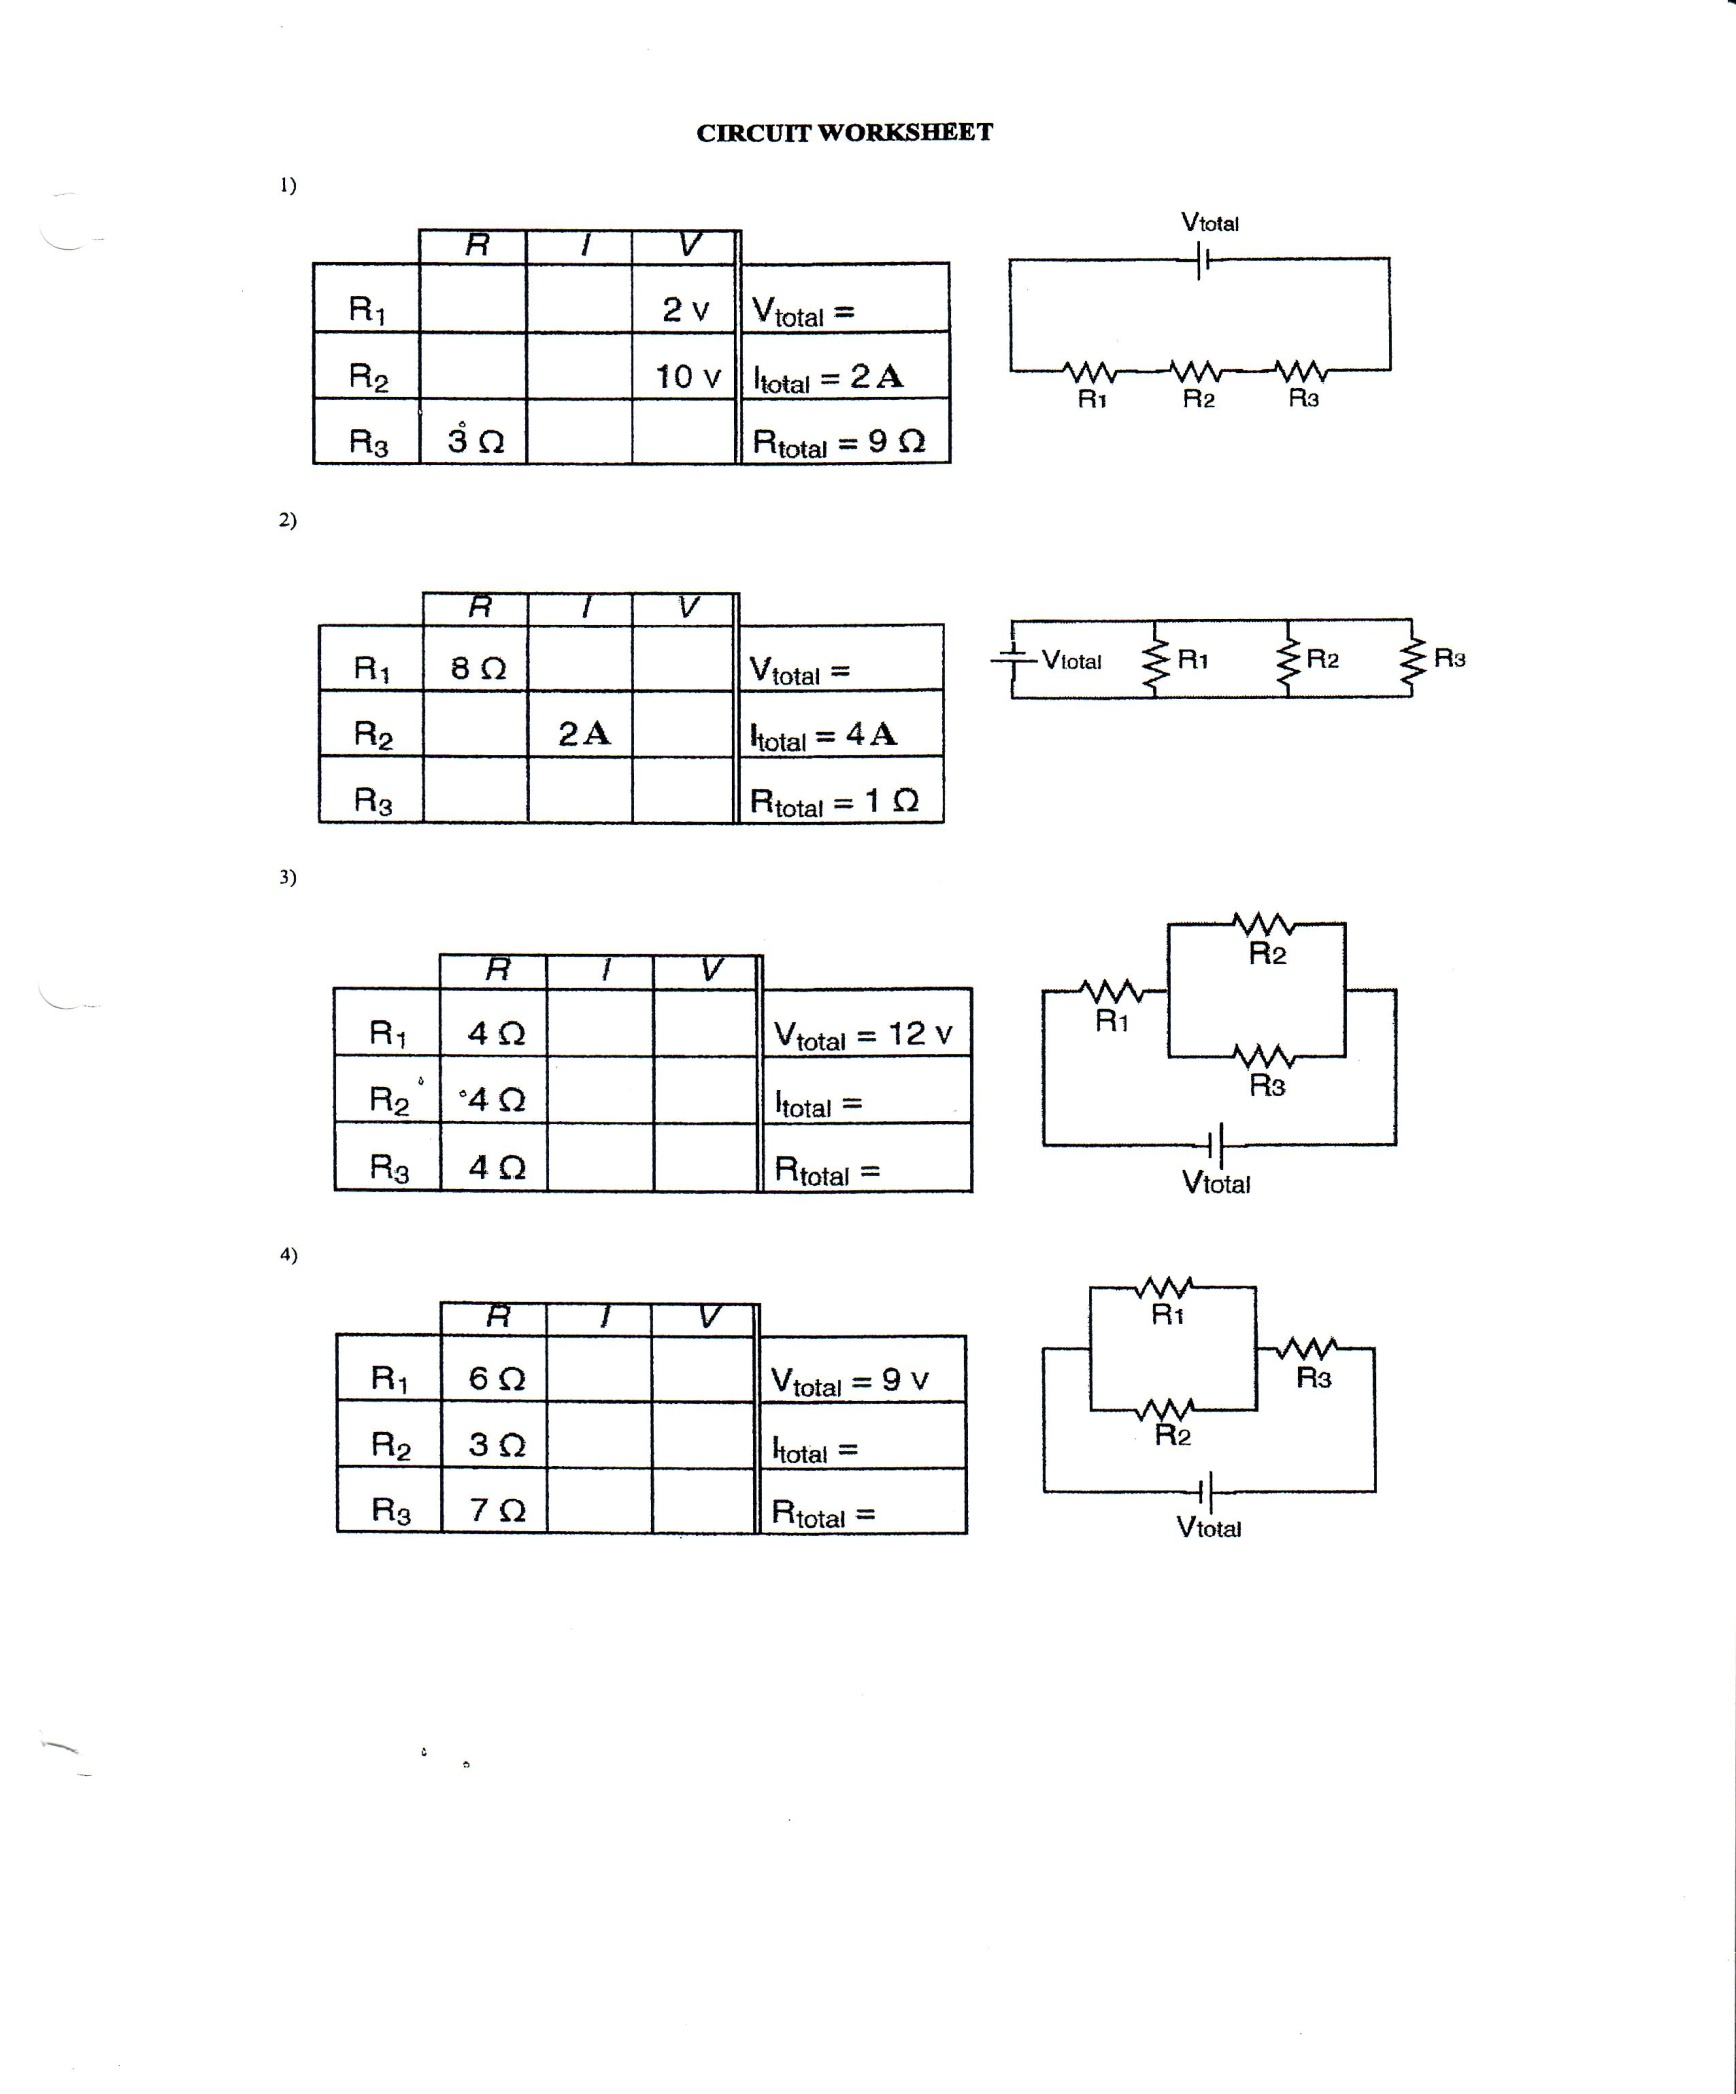 CIRCUIT WORKSHEET
1)
R I V
R1 2 v Vtotal =
R2 10 v Itotal = 2 A
R3 3 Ω Rtotal = 9 Ω
Vtotal
R1 R2 R3
2)
R I V
R1 8 Ω Vtotal =
R2 2 A Itotal = 4 A
R3 Rtotal = 1 Ω
Vtotal R1 R2 R3
3)
R I V
R1 4 Ω Vtotal = 12 v
R2 4 Ω Itotal =
R3 4 Ω Rtotal =
R2
R1
R3
Vtotal
4)
R I V
R1 6 Ω Vtotal = 9 v
R2 3 Ω Itotal =
R3 7 Ω Rtotal =
R1
R3
R2
Vtotal